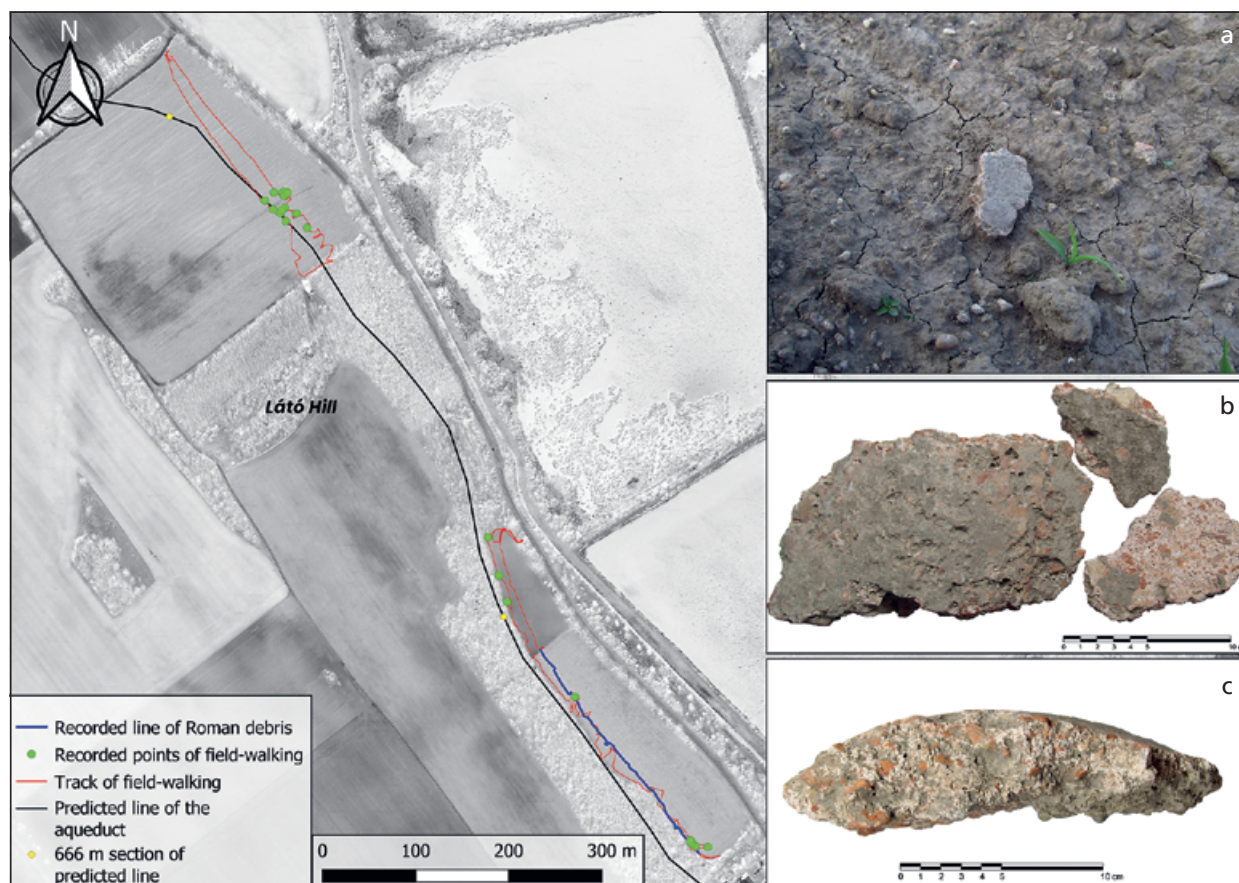 N
Látó Hill
Recorded line of Roman debris
Recorded points of field-walking
Track of field-walking
Predicted line of the
aqueduct
666 m section of
predicted line
0 100 200 300 m
a
b
0 1 2 3 4 5 10 cm
c
0 1 2 3 4 5 10 cm